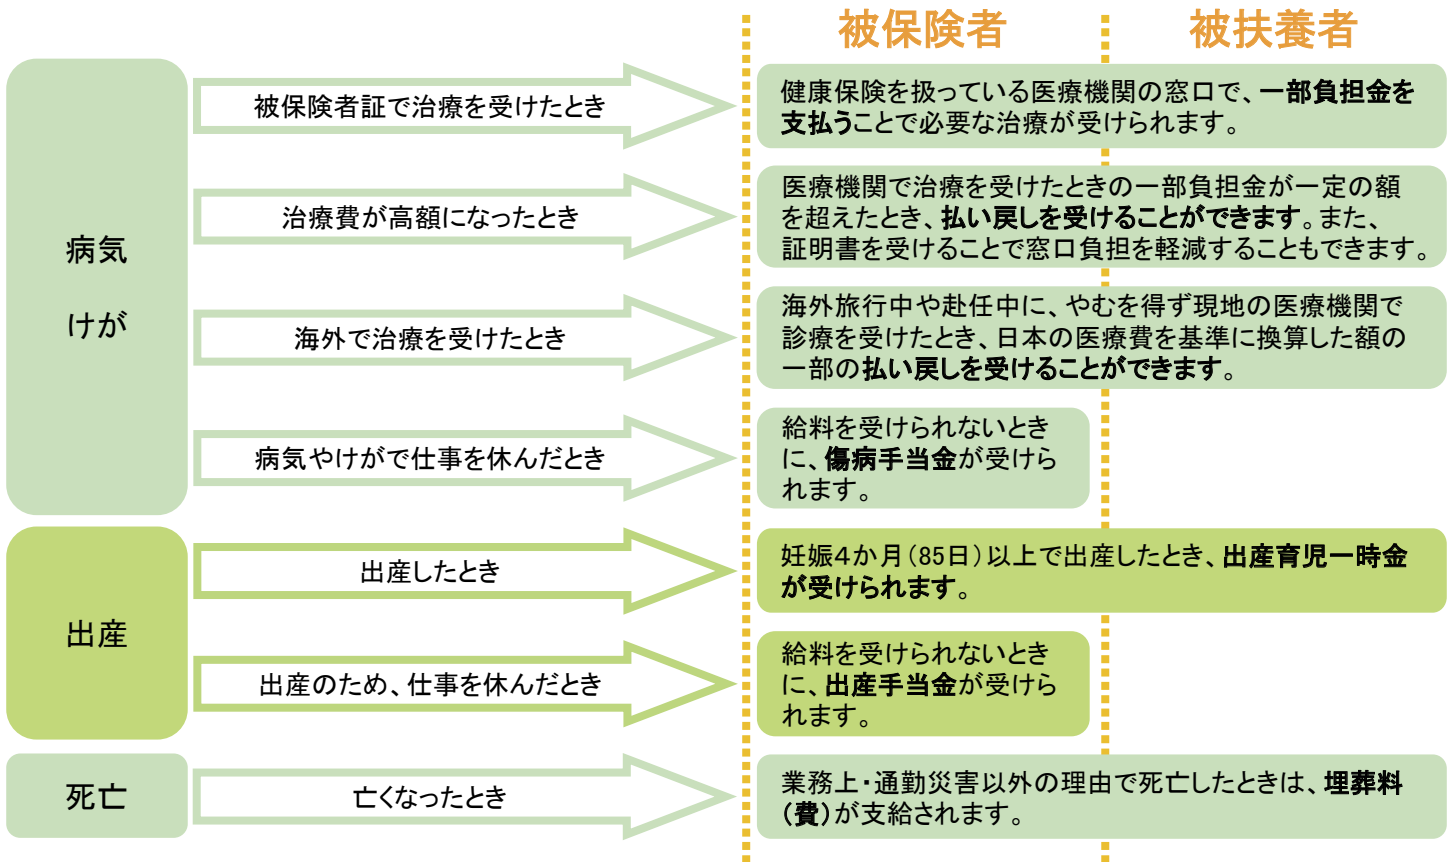 被保険者
被扶養者
病気
けが
被保険者証で治療を受けたとき
健康保険を扱っている医療機関の窓口で、一部負担金を
支払うことで必要な治療が受けられます。
治療費が高額になったとき
医療機関で治療を受けたときの一部負担金が一定の額
を超えたとき、払い戻しを受けることができます。また、
証明書を受けることで窓口負担を軽減することもできます。
海外で治療を受けたとき
海外旅行中や赴任中に、やむを得ず現地の医療機関で
診療を受けたとき、日本の医療費を基準に換算した額の
一部の払い戻しを受けることができます。
病気やけがで仕事を休んだとき
給料を受けられないとき
に、傷病手当金が受けら
れます。
出産
出産したとき
妊娠4か月(85日)以上で出産したとき、出産育児一時金
が受けられます。
出産のため、仕事を休んだとき
給料を受けられないとき
に、出産手当金が受けら
れます。
死亡
亡くなったとき
業務上・通勤災害以外の理由で死亡したときは、埋葬料
(費)が支給されます。